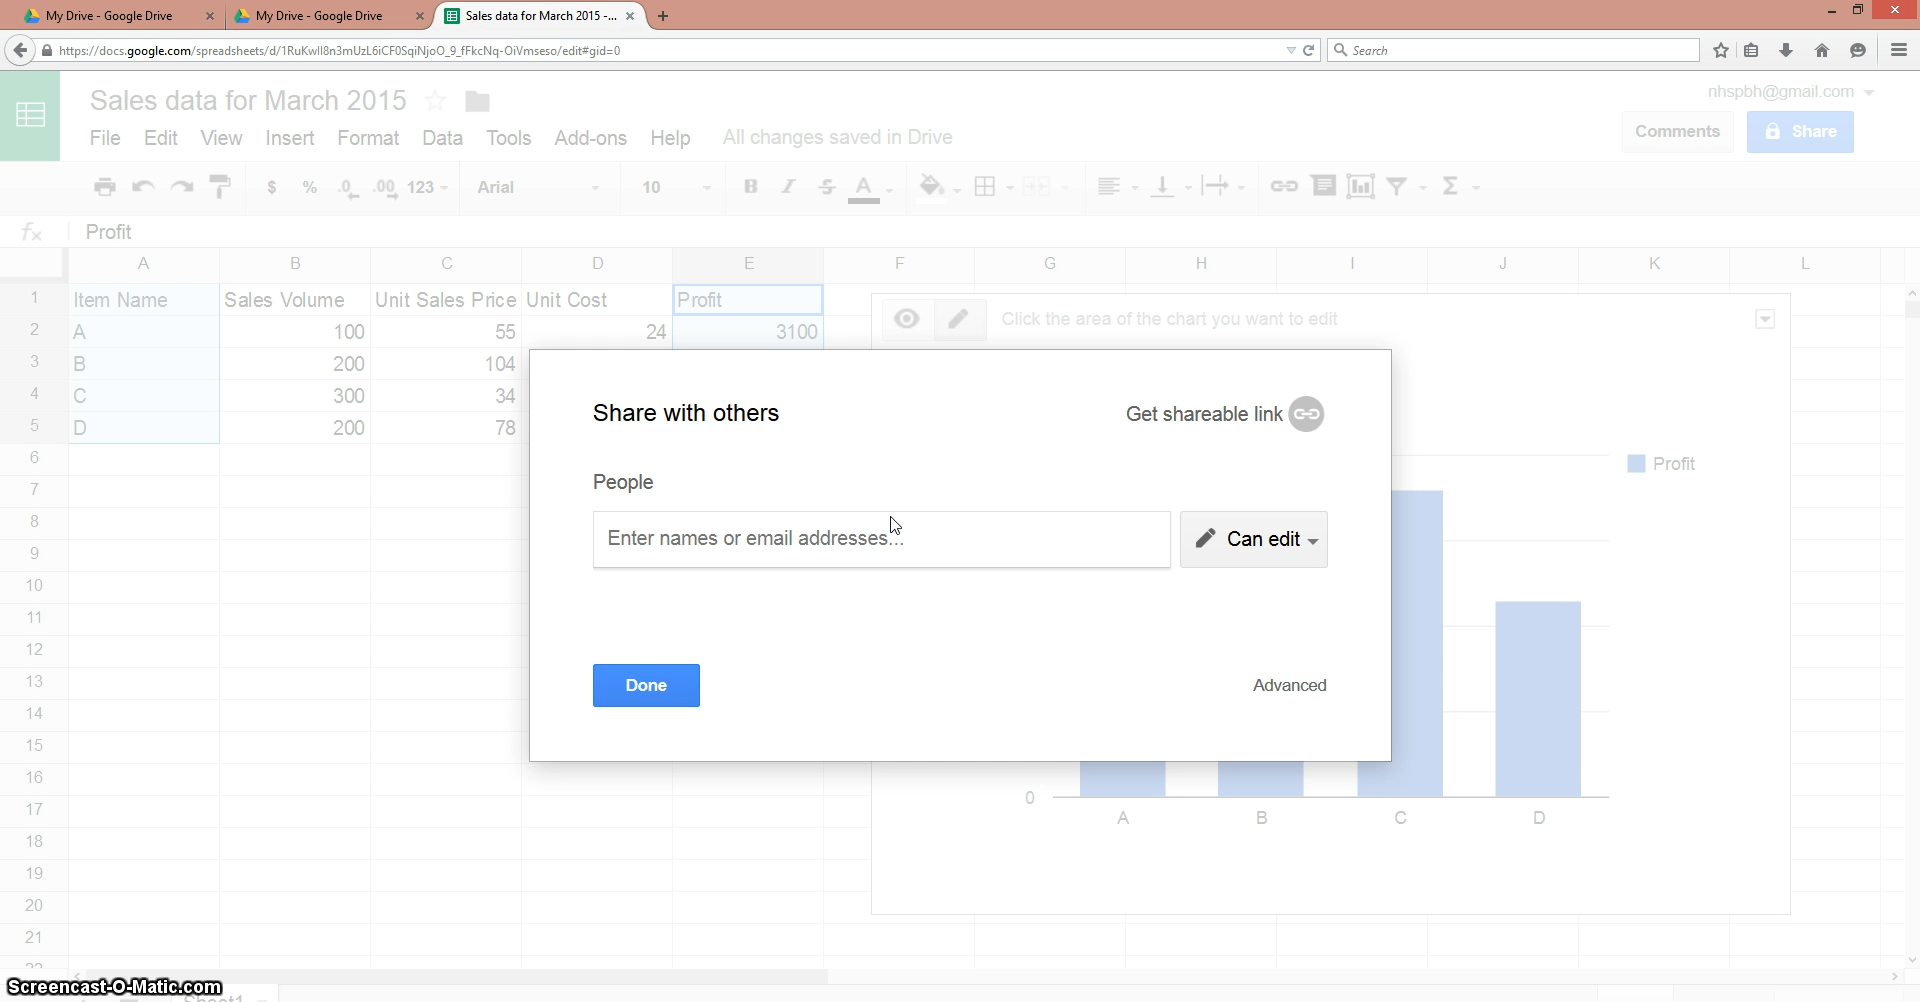 My Drive - Google Drive
My Drive - Google Drive
Sales data for March 2015 -...
https://docs.google.com/spreadsheets/d/1RuKwlI8n3mUzL6iCF0SqiNjoO_9_fFkcNq-OiVmseso/edit#gid=0
Search
Sales data for March 2015
nhspbh@gmail.com
File Edit View Insert Format Data Tools Add-ons Help All changes saved in Drive
Comments Share
$ % .0 .00 123 Arial 10 B I S A Σ
fx Profit
A B C D E F G H I J K L
1 Item Name Sales Volume Unit Sales Price Unit Cost Profit
Click the area of the chart you want to edit
2 A 100 55 24 3100
3 B 200 104
4 C 300 34
5 D 200 78
Share with others
Get shareable link
People
Enter names or email addresses...
Can edit
Done
Advanced
Profit
0
A B C D
6
7
8
9
10
11
12
13
14
15
16
17
18
19
20
21
22
Screencast-O-Matic.com
Sheet1